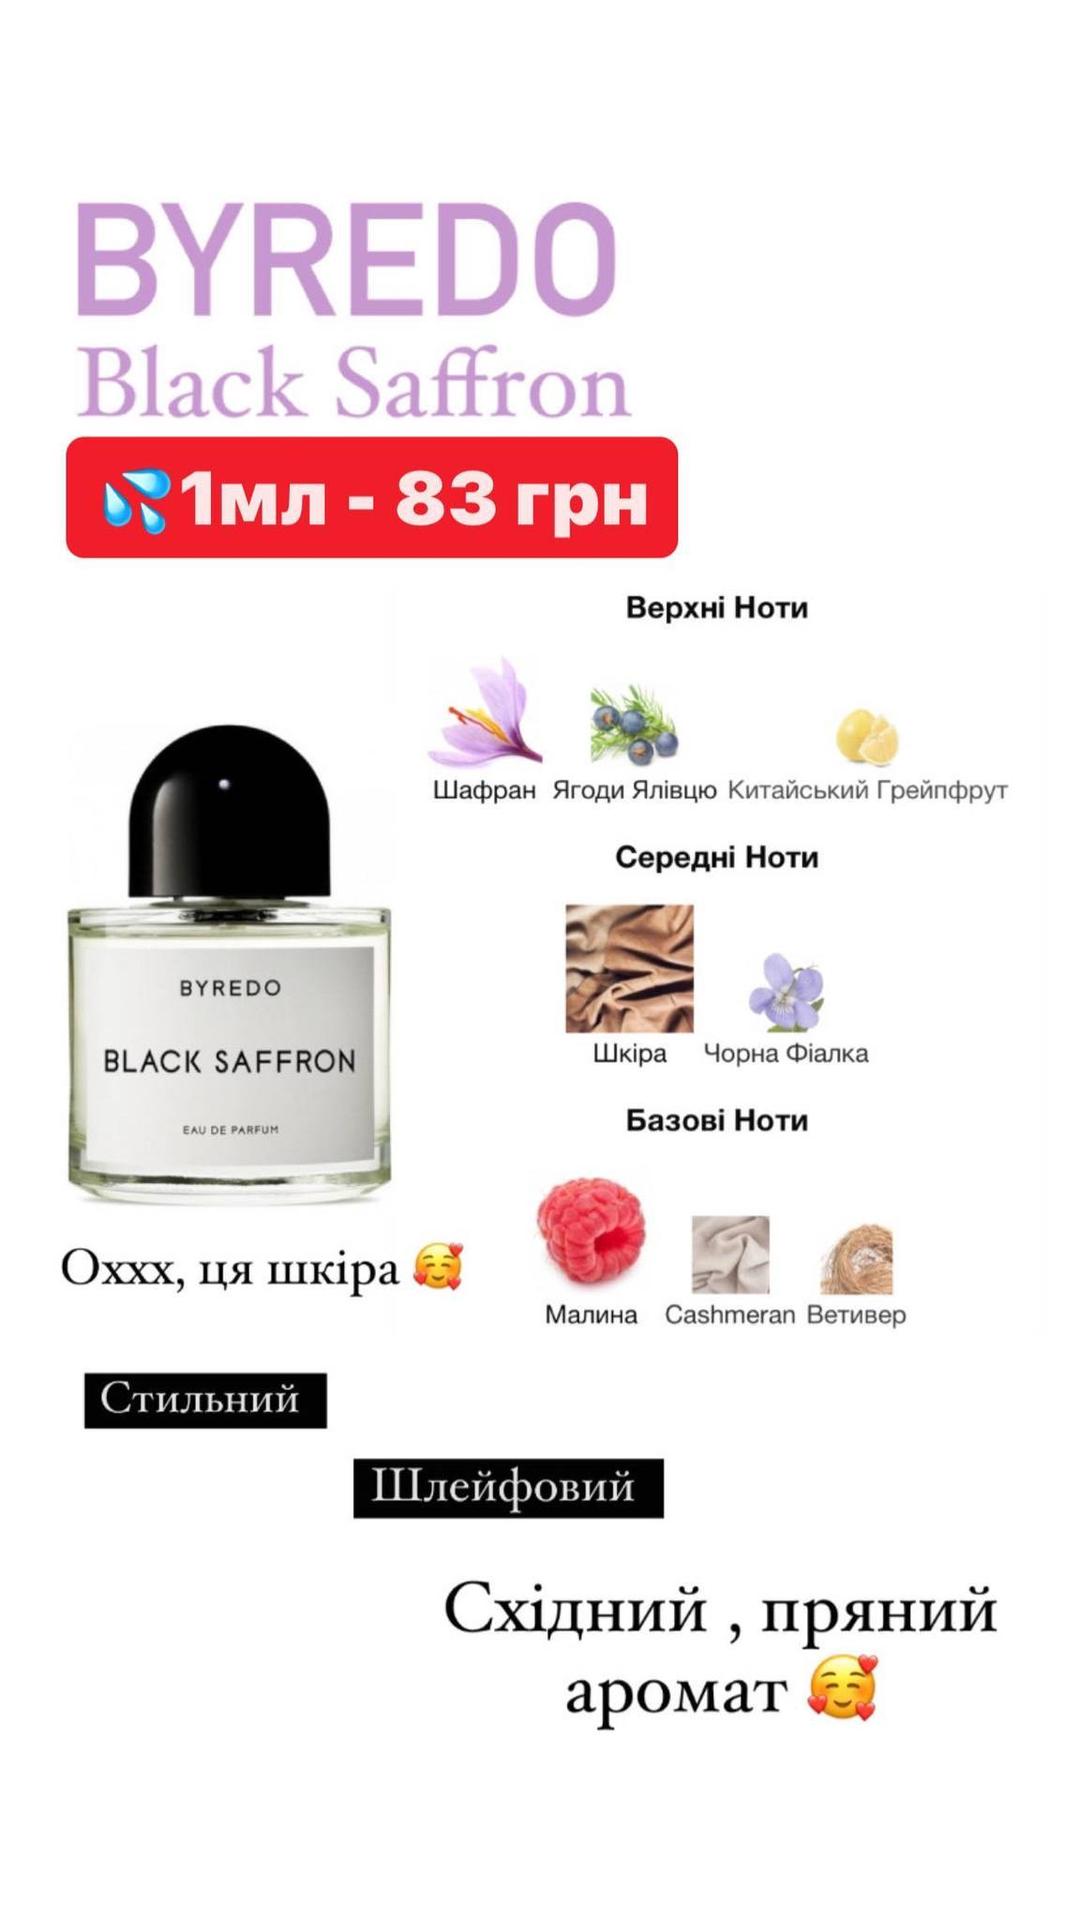 BYREDO
Black Saffron
💦1мл - 83 грн
Верхні Ноти
Шафран Ягоди Ялівцю Китайський Грейпфрут
Середні Ноти
Шкіра Чорна Фіалка
Базові Ноти
Малина Cashmeran Ветивер
BYREDO
BLACK SAFFRON
EAU DE PARFUM
Оххх, ця шкіра 🥰
Стильний
Шлейфовий
Східний , пряний
аромат 🥰